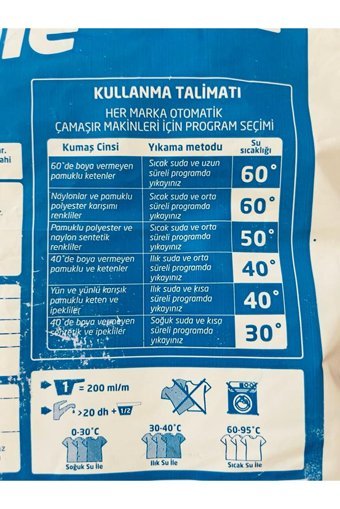 ile
KULLANMA TALİMATI
HER MARKA OTOMATİK
ÇAMAŞIR MAKİNLERİ İÇİN PROGRAM SEÇİMİ
Kumaş Cinsi Yıkama metodu Su sıcaklığı
60°de boya vermeyen pamuklu ketenler Sıcak suda ve uzun süreli programda yıkayınız 60°
Naylanlar ve pamuklu polyester karışımı renkliler Sıcak suda ve orta süreli programda yıkayınız 60°
Pamuklu polyester ve naylon sentetik renkliler Sıcak suda ve orta süreli programda yıkayınız 50°
40°de boya vermeyen pamuklu ve ketenler Ilık suda ve orta süreli programda yıkayınız 40°
Yün ve yünlü karışık pamuklu keten ve ipekliler Ilık suda ve kısa süreli programda yıkayınız 40°
40°de boya vermeyen sentetik ve ipekliler Soğuk suda ve kısa süreli programda yıkayınız 30°
1 = 200 ml/m
>20 dh + 1/2
0-30°C 30-40°C 60-95°C
Soğuk Su İle Ilık Su İle Sıcak Su İle